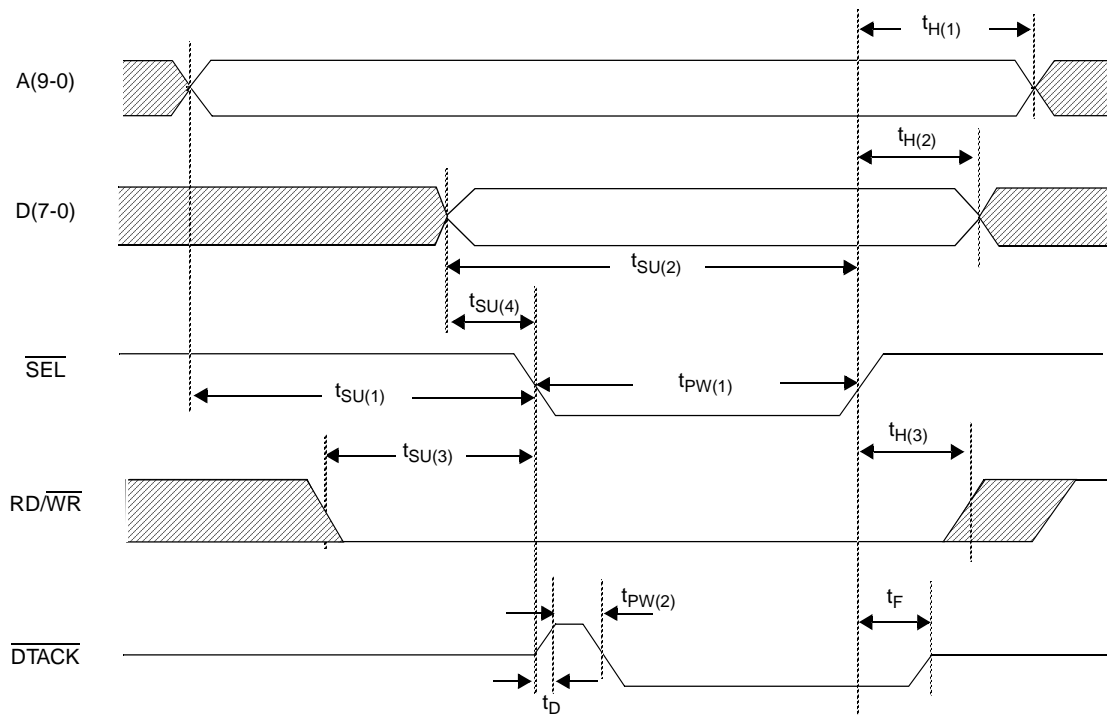 tH(1)
A(9-0)
tH(2)
D(7-0)
tSU(2)
tSU(4)
SEL
tPW(1)
tSU(1)
tH(3)
tSU(3)
RD/WR
tPW(2)
tF
DTACK
tD